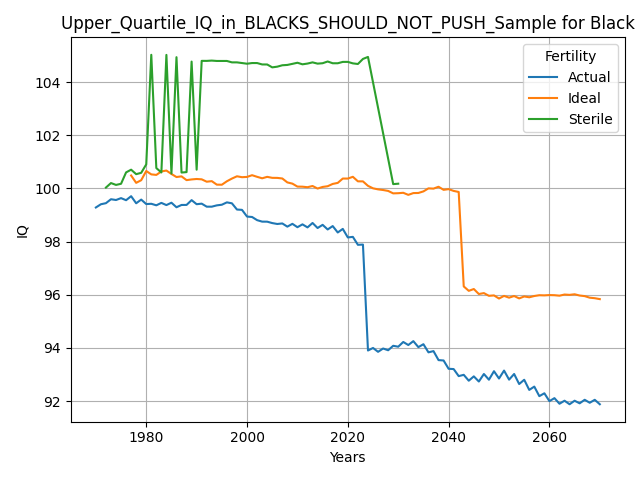 Upper_Quartile_IQ_in_BLACKS_SHOULD_NOT_PUSH_Sample for Black
Fertility
Actual
Ideal
Sterile
104
102
100
98
96
94
92
IQ
1980
2000
2020
2040
2060
Years